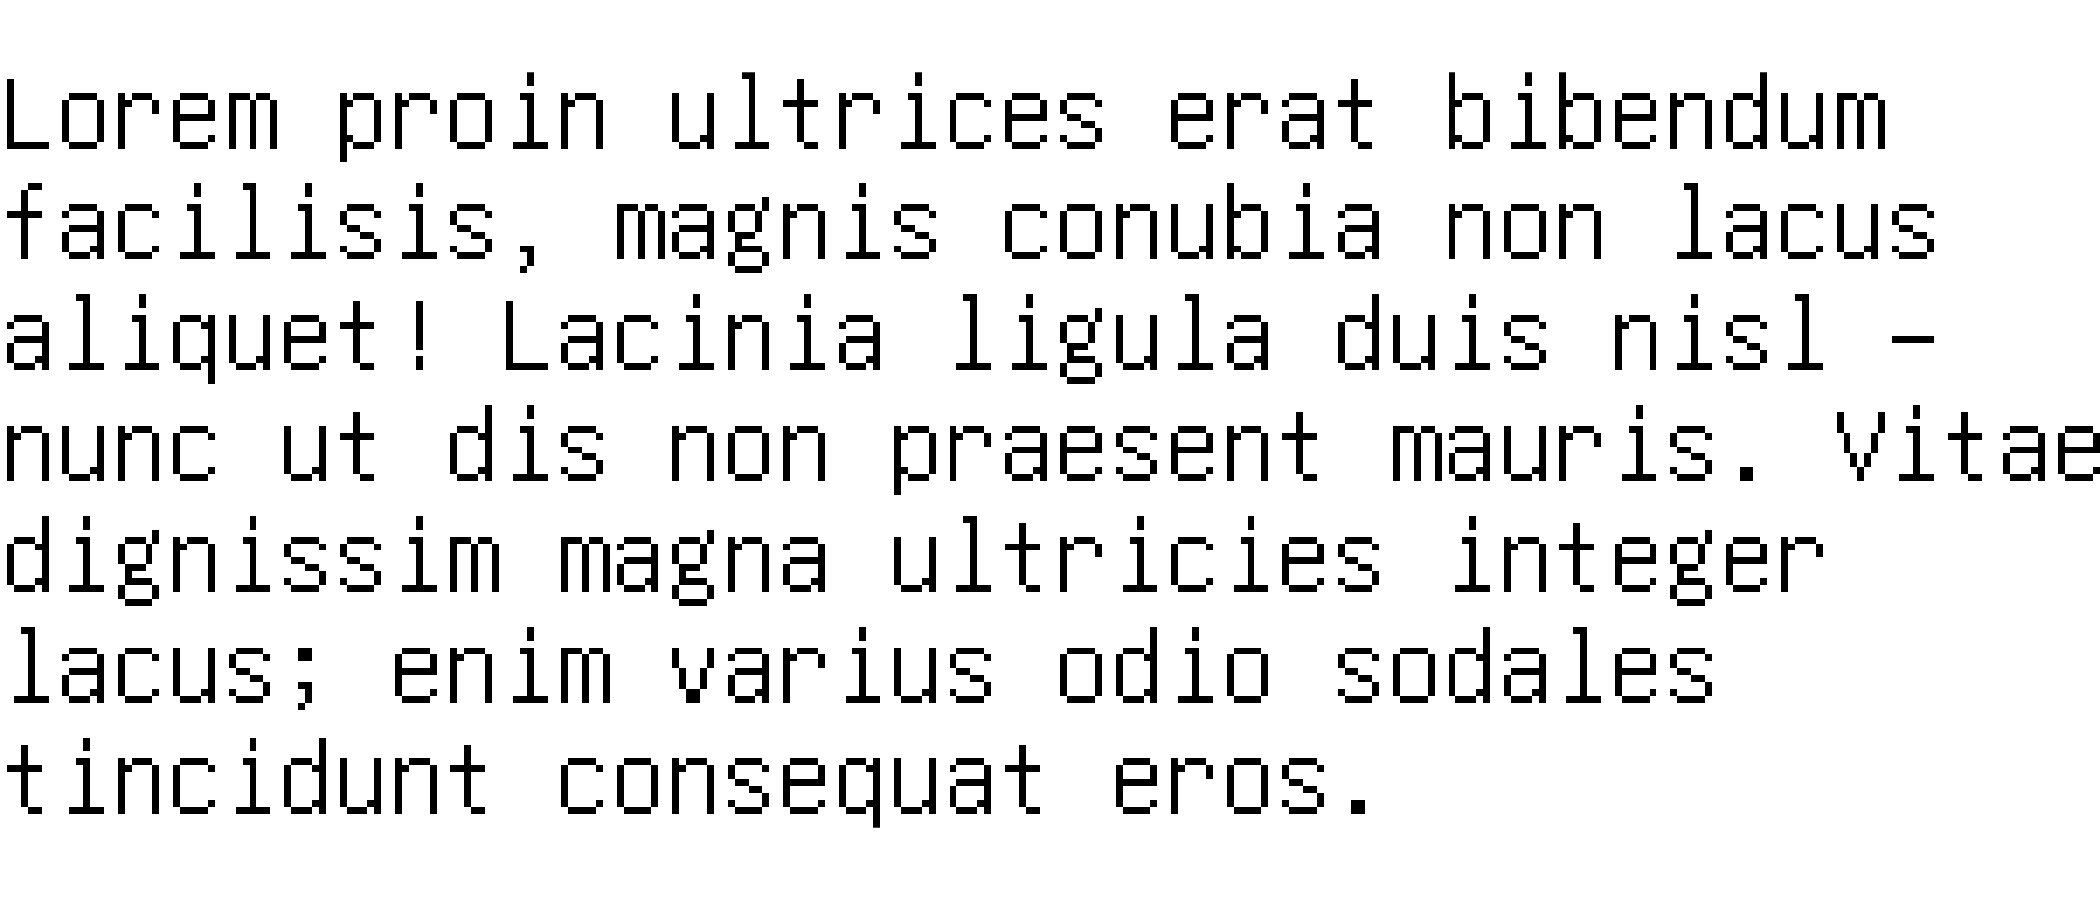 Lorem proin ultrices erat bibendum
facilisis, magnis conubia non lacus
aliquet! Lacinia ligula duis nisl –
nunc ut dis non praesent mauris. Vitae
dignissim magna ultricies integer
lacus; enim varius odio sodales
tincidunt consequat eros.